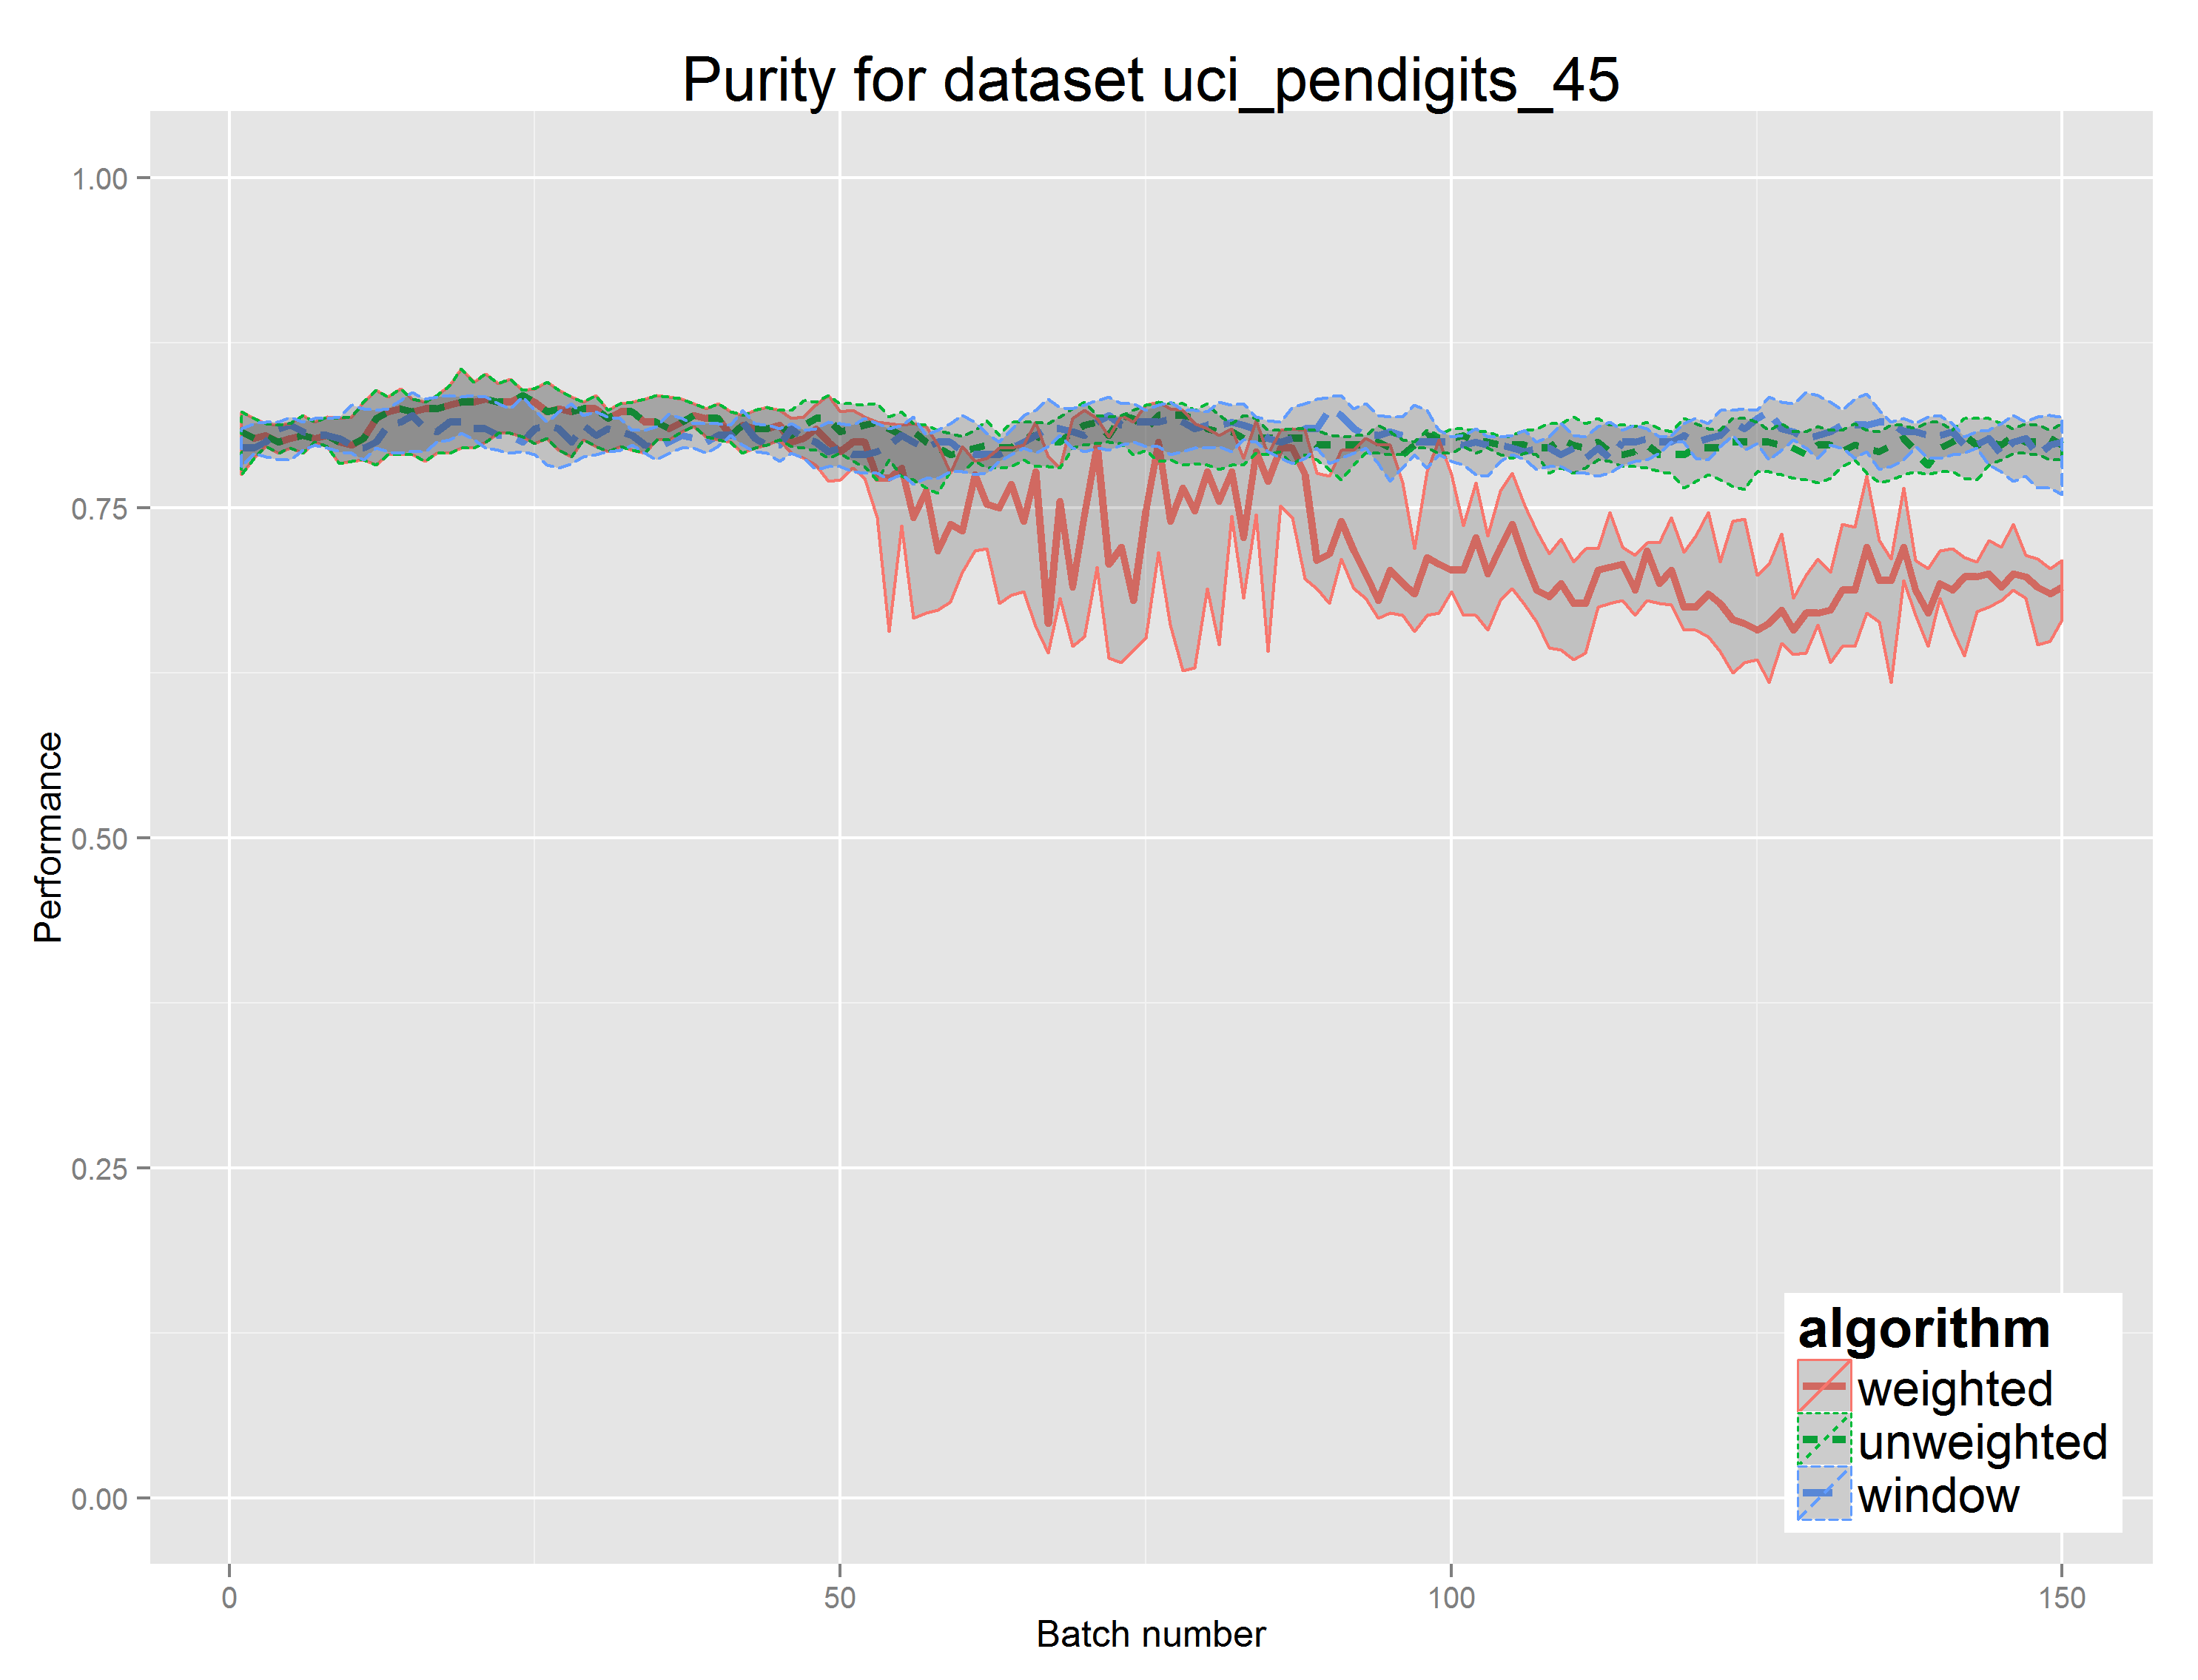 Purity for dataset uci_pendigits_45
1.00
0.75
0.50
0.25
0.00
Performance
0
50
100
150
Batch number
algorithm
weighted
unweighted
window